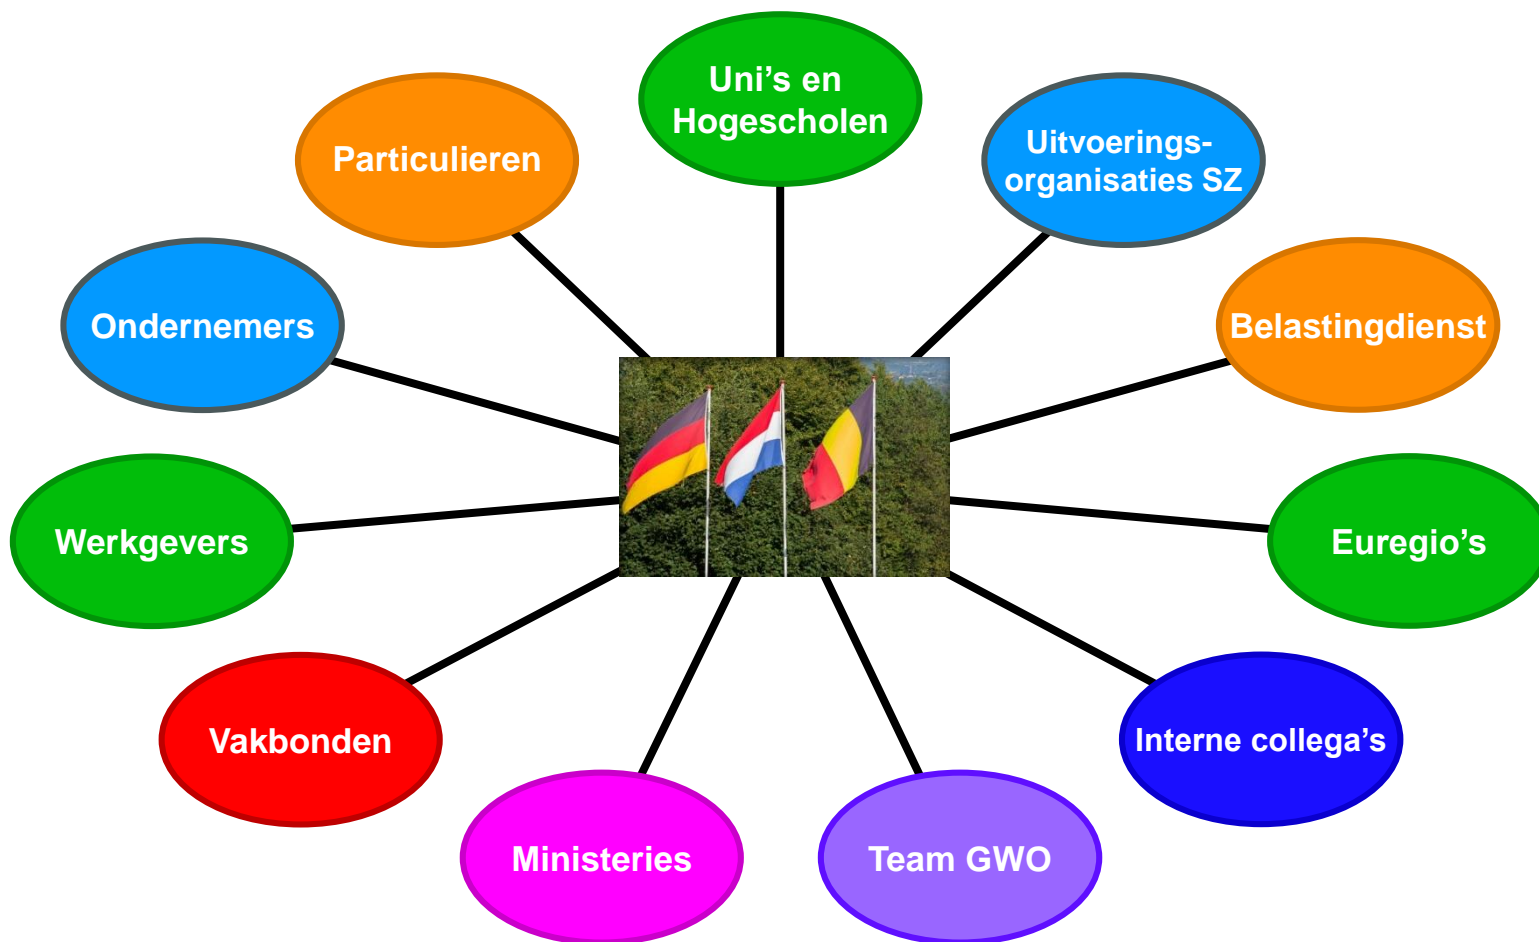 Uni’s en
Hogescholen
Particulieren
Uitvoerings-
organisaties SZ
Ondernemers
Belastingdienst
Werkgevers
Euregio’s
Vakbonden
Interne collega’s
Ministeries
Team GWO